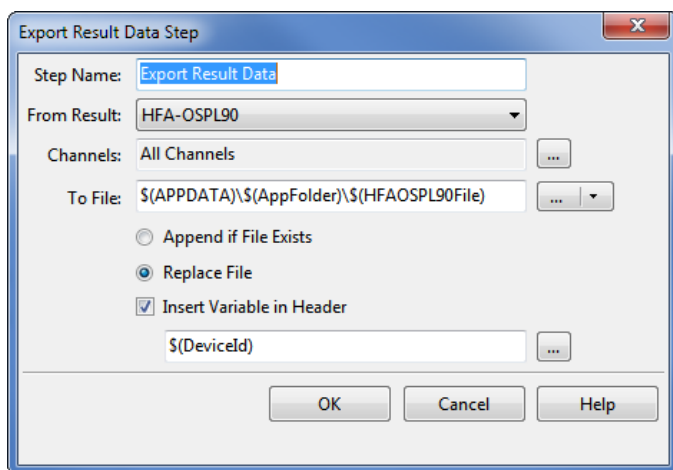 Export Result Data Step
Step Name: Export Result Data
From Result: HFA-OSPL90
Channels: All Channels ...
To File: $(APPDATA)\$(AppFolder)\$(HFAOSPL90File) ...
Append if File Exists
Replace File
Insert Variable in Header
$(DeviceId) ...
OK Cancel Help